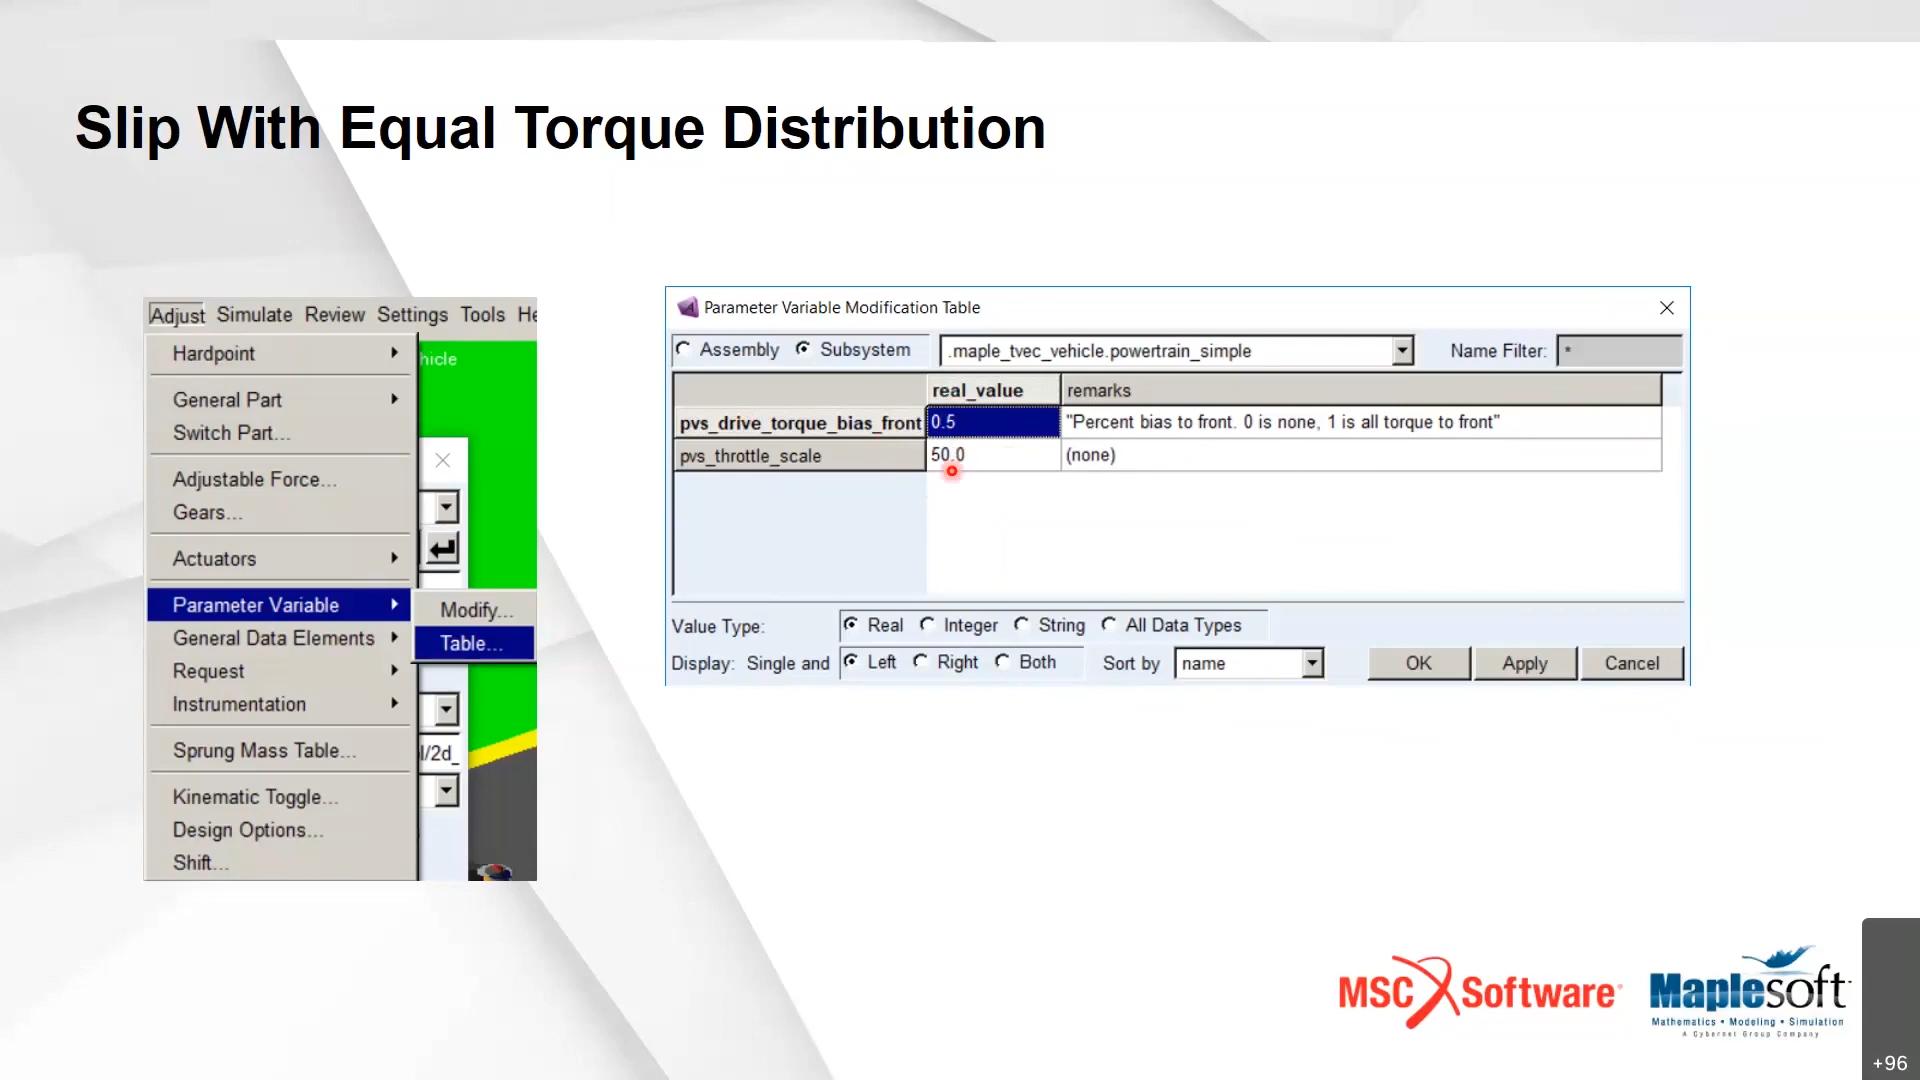 Slip With Equal Torque Distribution
Adjust Simulate Review Settings Tools He
Hardpoint
hicle
General Part
Switch Part...
Adjustable Force...
Gears...
Actuators
Parameter Variable
Modify...
General Data Elements
Table...
Request
Instrumentation
Sprung Mass Table...
l/2d_
Kinematic Toggle...
Design Options...
Shift...
Parameter Variable Modification Table
Assembly Subsystem .maple_tvec_vehicle.powertrain_simple Name Filter: *
real_value remarks
pvs_drive_torque_bias_front 0.5 "Percent bias to front. 0 is none, 1 is all torque to front"
pvs_throttle_scale 50.0 (none)
Value Type: Real Integer String All Data Types
Display: Single and Left Right Both Sort by name OK Apply Cancel
MSC Software
Maplesoft
Mathematics • Modeling • Simulation
A Cybernet Group Company
+96